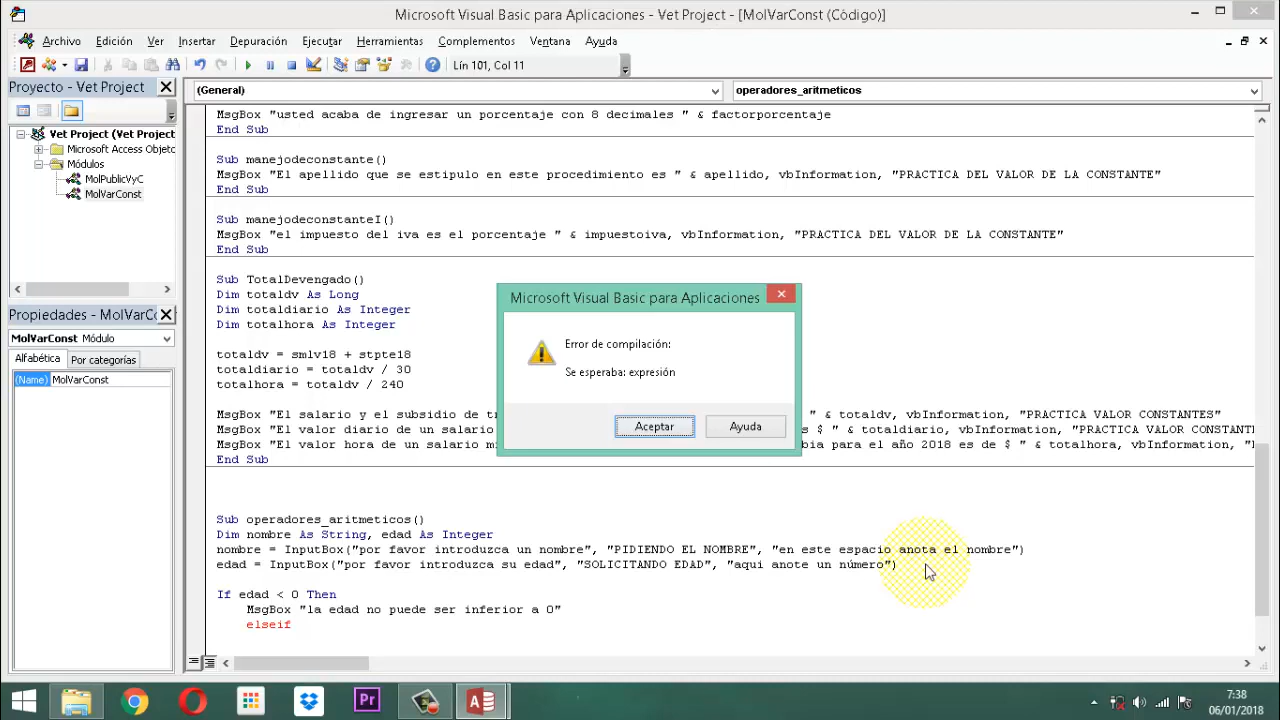 Microsoft Visual Basic para Aplicaciones - Vet Project - [MolVarConst (Código)]
Archivo Edición Ver Insertar Depuración Ejecutar Herramientas Complementos Ventana Ayuda
Lín 101, Col 11
Proyecto - Vet Project
(General)
operadores_aritmeticos
Vet Project (Vet Project
Microsoft Access Objeto
Módulos
MolPublicVyC
MolVarConst
Propiedades - MolVarCo
MolVarConst Módulo
Alfabética Por categorías
(Name) MolVarConst
MsgBox "usted acaba de ingresar un porcentaje con 8 decimales " & factorporcentaje
End Sub
Sub manejodeconstante()
MsgBox "El apellido que se estipulo en este procedimiento es " & apellido, vbInformation, "PRACTICA DEL VALOR DE LA CONSTANTE"
End Sub
Sub manejodeconstanteI()
MsgBox "el impuesto del iva es el porcentaje " & impuestoiva, vbInformation, "PRACTICA DEL VALOR DE LA CONSTANTE"
End Sub
Sub TotalDevengado()
Dim totaldv As Long
Dim totaldiario As Integer
Dim totalhora As Integer
totaldv = smlv18 + stpte18
totaldiario = totaldv / 30
totalhora = totaldv / 240
MsgBox "El salario y el subsidio de tr " & totaldv, vbInformation, "PRACTICA VALOR CONSTANTES"
MsgBox "El valor diario de un salario es $ " & totaldiario, vbInformation, "PRACTICA VALOR CONSTANT
MsgBox "El valor hora de un salario mi bia para el año 2018 es de $ " & totalhora, vbInformation, "
End Sub
Sub operadores_aritmeticos()
Dim nombre As String, edad As Integer
nombre = InputBox("por favor introduzca un nombre", "PIDIENDO EL NOMBRE", "en este espacio anota el nombre")
edad = InputBox("por favor introduzca su edad", "SOLICITANDO EDAD", "aqui anote un número")
If edad < 0 Then
MsgBox "la edad no puede ser inferior a 0"
elseif
Microsoft Visual Basic para Aplicaciones
Error de compilación:
Se esperaba: expresión
Aceptar Ayuda
Pr
7:38
06/01/2018